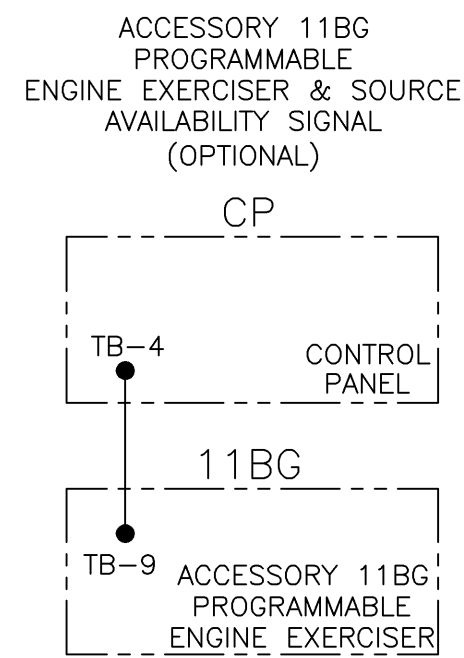 ACCESSORY 11BG
PROGRAMMABLE
ENGINE EXERCISER & SOURCE
AVAILABILITY SIGNAL
(OPTIONAL)
CP
TB-4
CONTROL
PANEL
11BG
TB-9
ACCESSORY 11BG
PROGRAMMABLE
ENGINE EXERCISER